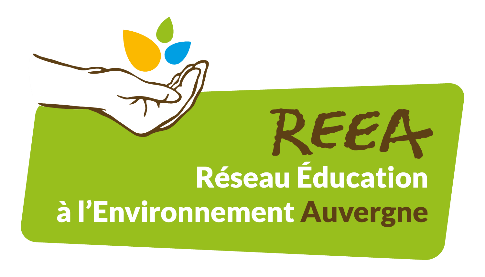 REEA
Réseau Éducation
à l'Environnement Auvergne